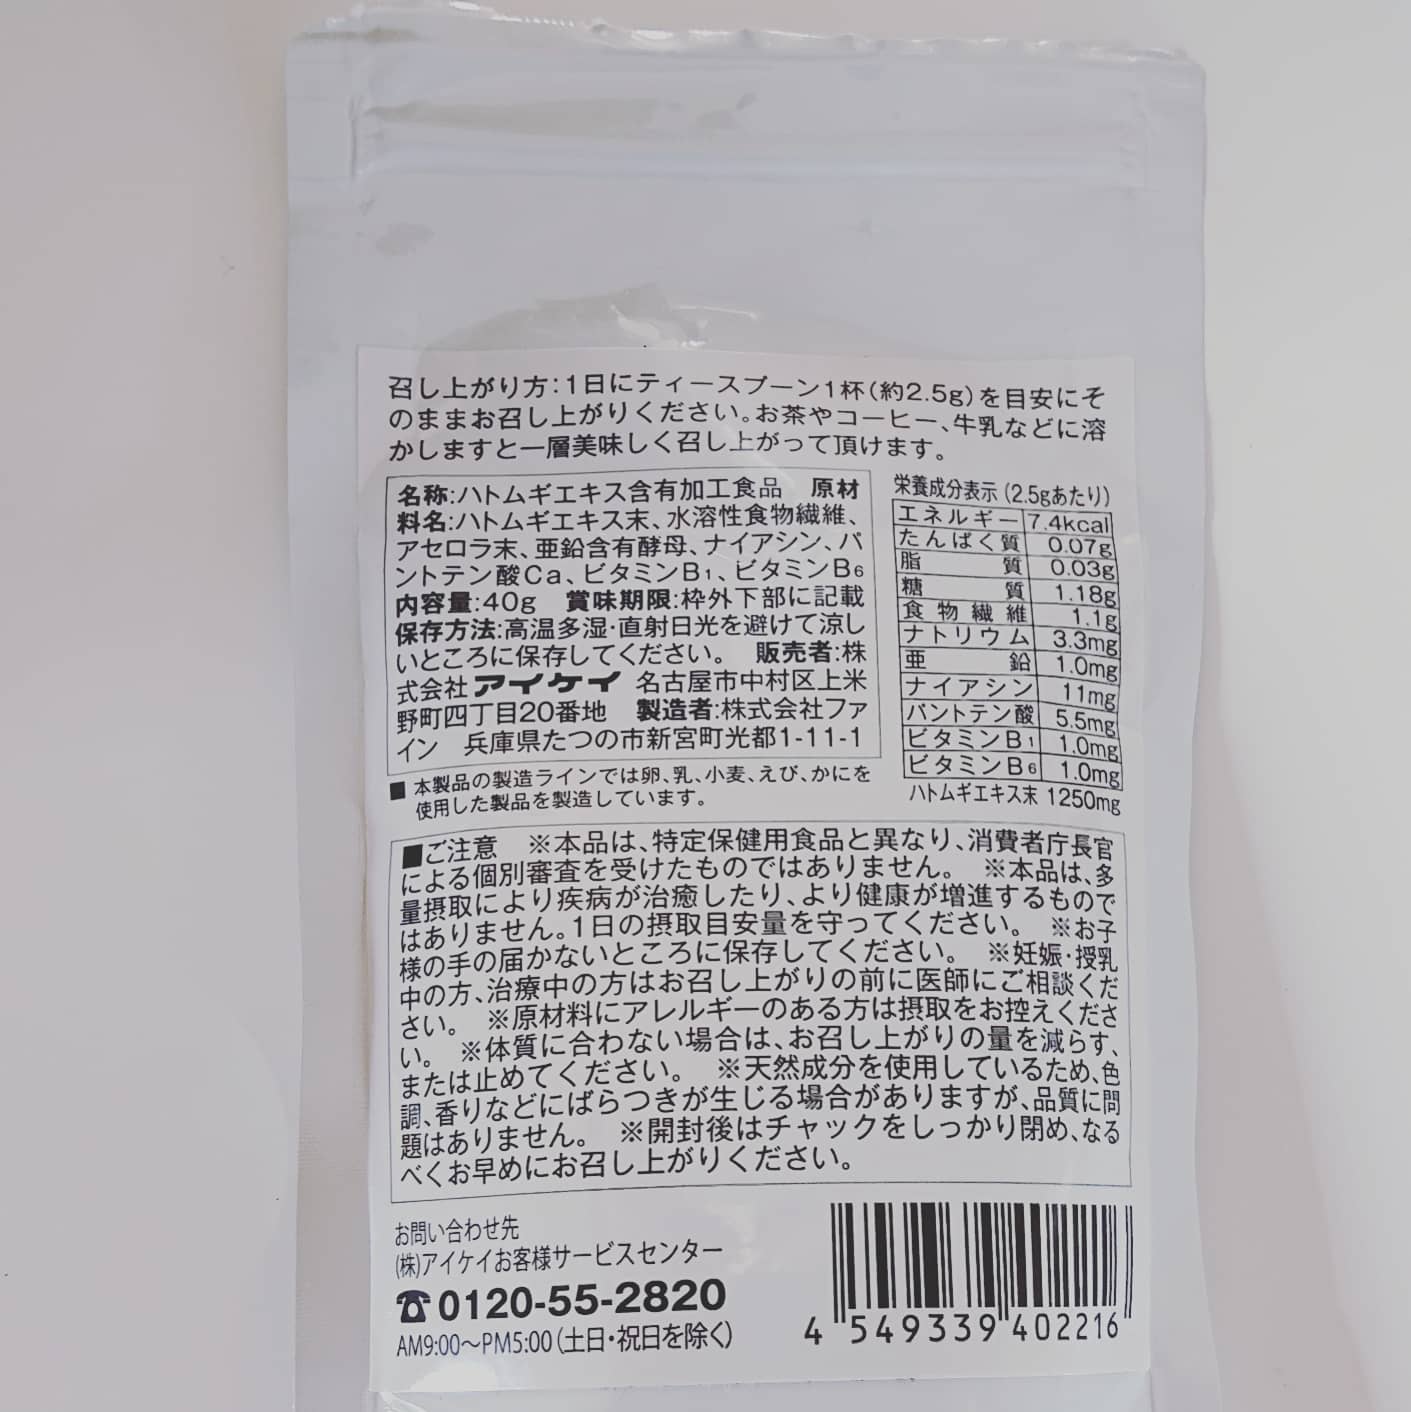 召し上がり方：1日にティースプーン1杯（約2.5g）を目安にそ
のままお召し上がりください。お茶やコーヒー、牛乳などに溶
かしますと一層美味しく召し上がって頂けます。
名称：ハトムギエキス含有加工食品　原材
料名：ハトムギエキス末、水溶性食物繊維、
アセロラ末、亜鉛含有酵母、ナイアシン、パ
ントテン酸Ca、ビタミンB1、ビタミンB6
内容量：40g　賞味期限：枠外下部に記載
保存方法：高温多湿・直射日光を避けて涼し
いところに保存してください。　販売者：株
式会社アイケイ 名古屋市中村区上米
野町四丁目20番地　製造者：株式会社ファ
イン　兵庫県たつの市新宮町光都1-11-1
■ 本製品の製造ラインでは卵、乳、小麦、えび、かにを
使用した製品を製造しています。
栄養成分表示（2.5gあたり）
エネルギー 7.4kcal
たんぱく質 0.07g
脂質 0.03g
糖質 1.18g
食物繊維 1.1g
ナトリウム 3.3mg
亜鉛 1.0mg
ナイアシン 11mg
パントテン酸 5.5mg
ビタミンB1 1.0mg
ビタミンB6 1.0mg
ハトムギエキス末 1250mg
■ご注意　※本品は、特定保健用食品と異なり、消費者庁長官
による個別審査を受けたものではありません。　※本品は、多
量摂取により疾病が治癒したり、より健康が増進するもので
はありません。1日の摂取目安量を守ってください。　※お子
様の手の届かないところに保存してください。　※妊娠・授乳
中の方、治療中の方はお召し上がりの前に医師にご相談くだ
さい。　※原材料にアレルギーのある方は摂取をお控えくださ
い。　※体質に合わない場合は、お召し上がりの量を減らす、
または止めてください。　※天然成分を使用しているため、色
調、香りなどにばらつきが生じる場合がありますが、品質に問
題はありません。　※開封後はチャックをしっかり閉め、なる
べくお早めにお召し上がりください。
お問い合わせ先
（株）アイケイお客様サービスセンター
☎0120-55-2820
AM9:00～PM5:00（土日・祝日を除く）
4 549339 402216